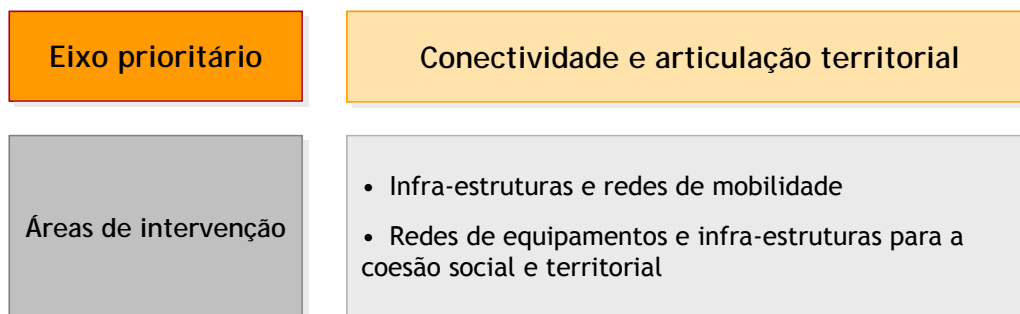 Eixo prioritário
Conectividade e articulação territorial
Áreas de intervenção
• Infra-estruturas e redes de mobilidade
• Redes de equipamentos e infra-estruturas para a
coesão social e territorial